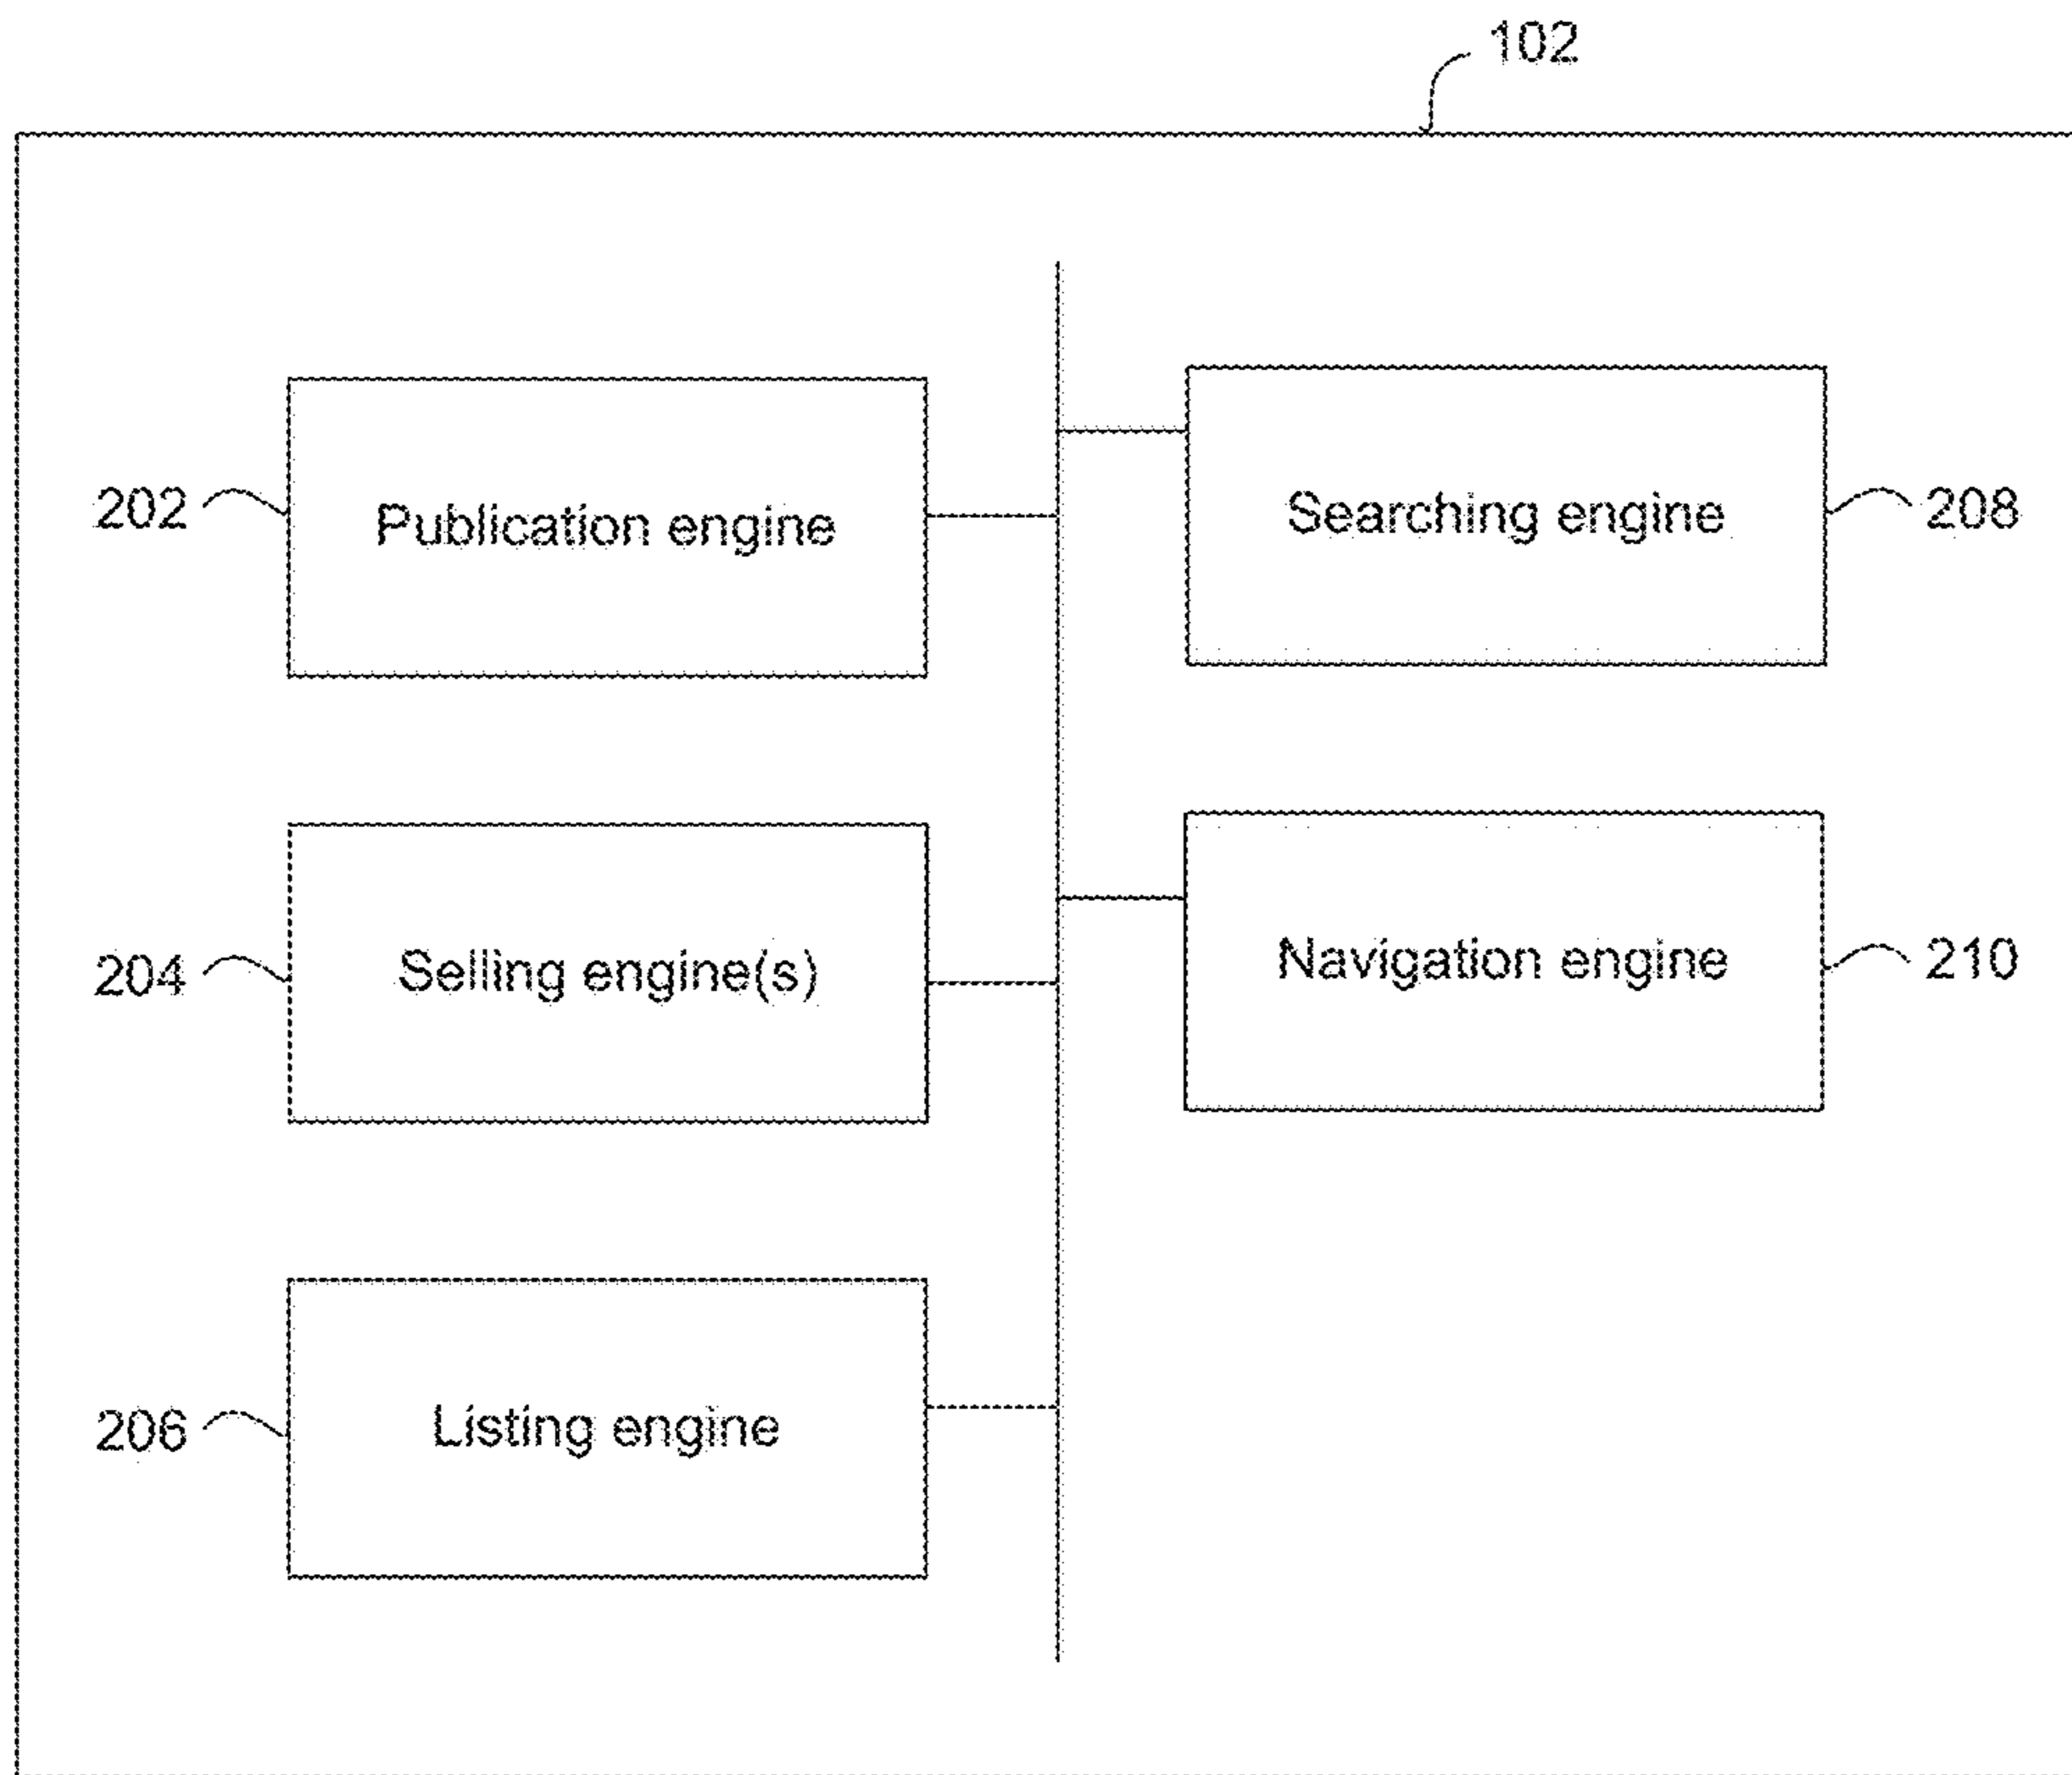 102
202
Publication engine
Searching engine
208
204
Selling engine(s)
Navigation engine
210
206
Listing engine